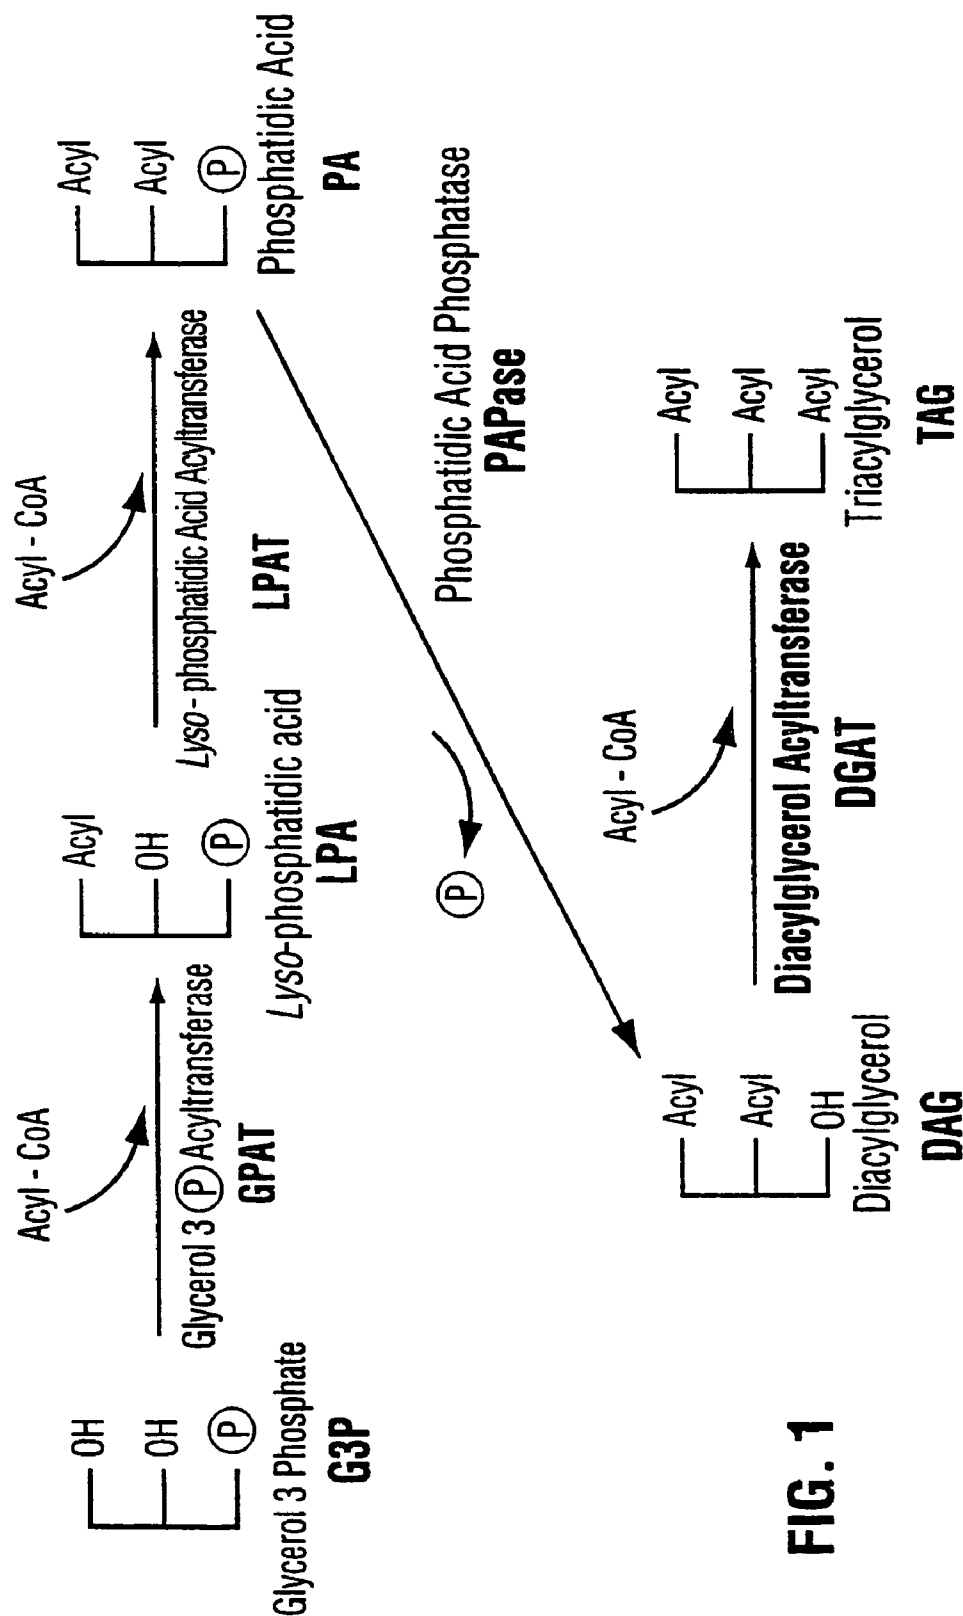 Acyl - CoA
Acyl - CoA
OH
OH
P
Glycerol 3 Phosphate
G3P
Glycerol 3 P Acyltransferase
GPAT
Acyl
OH
P
Lyso-phosphatidic acid
LPA
Lyso-phosphatidic Acid Acyltransferase
LPAT
Acyl
Acyl
P
Phosphatidic Acid
PA
P
Phosphatidic Acid Phosphatase
PAPase
Acyl
Acyl
OH
Diacylglycerol
DAG
Acyl - CoA
Diacylglycerol Acyltransferase
DGAT
Acyl
Acyl
Acyl
Triacylglycerol
TAG
FIG. 1